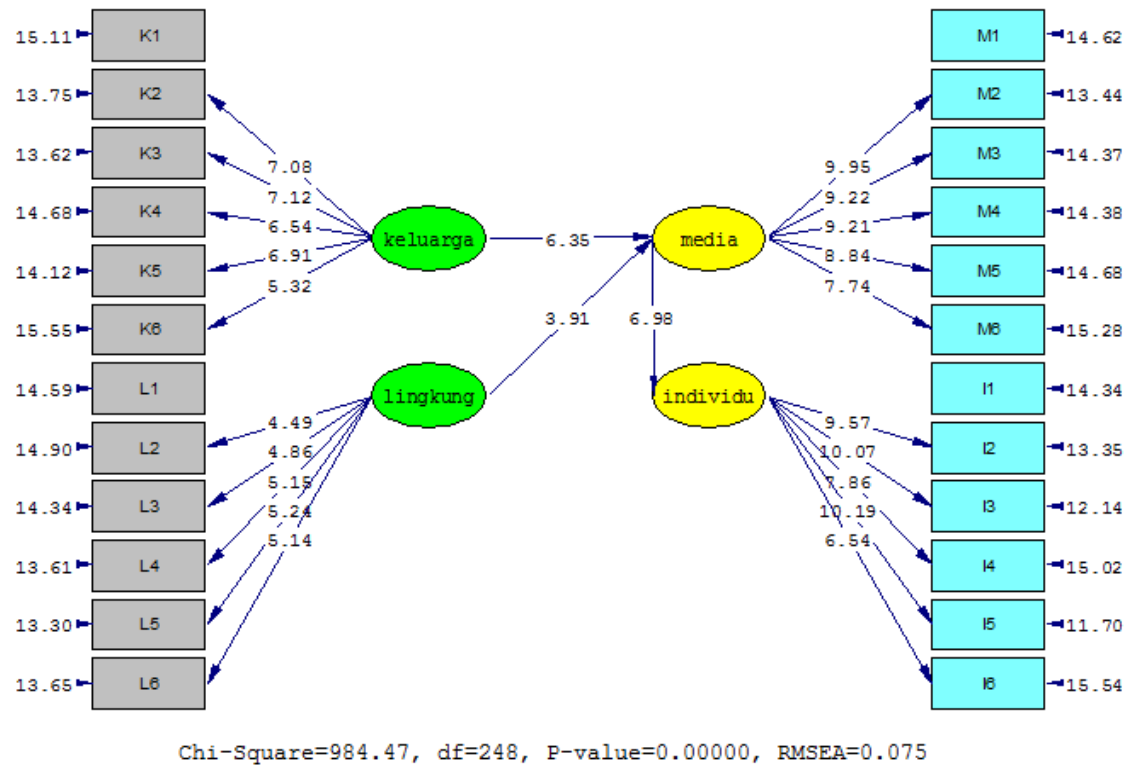 15.11 K1
13.75 K2
13.62 K3
14.68 K4
14.12 K5
15.55 K6
14.59 L1
14.90 L2
14.34 L3
13.61 L4
13.30 L5
13.65 L6
7.08
7.12
6.54
6.91
5.32
4.49
4.86
5.15
5.24
5.14
keluarga
lingkung
6.35
3.91
6.98
media
individu
9.95
9.22
9.21
8.84
7.74
9.57
10.07
7.86
10.19
6.54
M1 14.62
M2 13.44
M3 14.37
M4 14.38
M5 14.68
M6 15.28
I1 14.34
I2 13.35
I3 12.14
I4 15.02
I5 11.70
I6 15.54
Chi-Square=984.47, df=248, P-value=0.00000, RMSEA=0.075